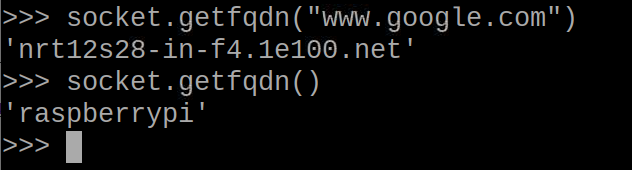 >>> socket.getfqdn("www.google.com")
'nrt12s28-in-f4.1e100.net'
>>> socket.getfqdn()
'raspberrypi'
>>>